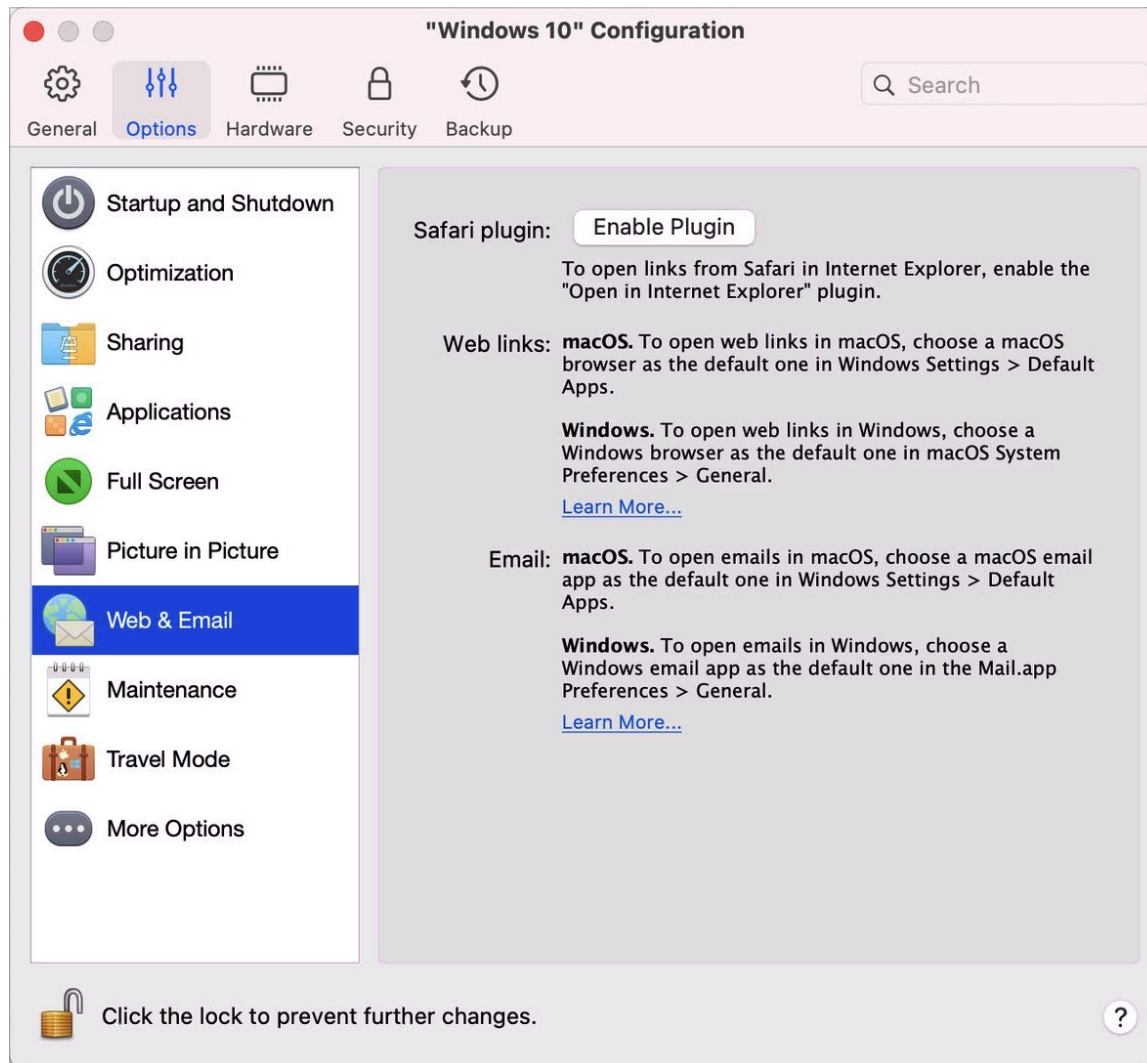 "Windows 10" Configuration
General
Options
Hardware
Security
Backup
Search
Startup and Shutdown
Optimization
Sharing
Applications
Full Screen
Picture in Picture
Web & Email
Maintenance
Travel Mode
More Options
Safari plugin:
Enable Plugin
To open links from Safari in Internet Explorer, enable the
"Open in Internet Explorer" plugin.
Web links:
macOS. To open web links in macOS, choose a macOS
browser as the default one in Windows Settings > Default
Apps.
Windows. To open web links in Windows, choose a
Windows browser as the default one in macOS System
Preferences > General.
Learn More...
Email:
macOS. To open emails in macOS, choose a macOS email
app as the default one in Windows Settings > Default
Apps.
Windows. To open emails in Windows, choose a
Windows email app as the default one in the Mail.app
Preferences > General.
Learn More...
Click the lock to prevent further changes.
?